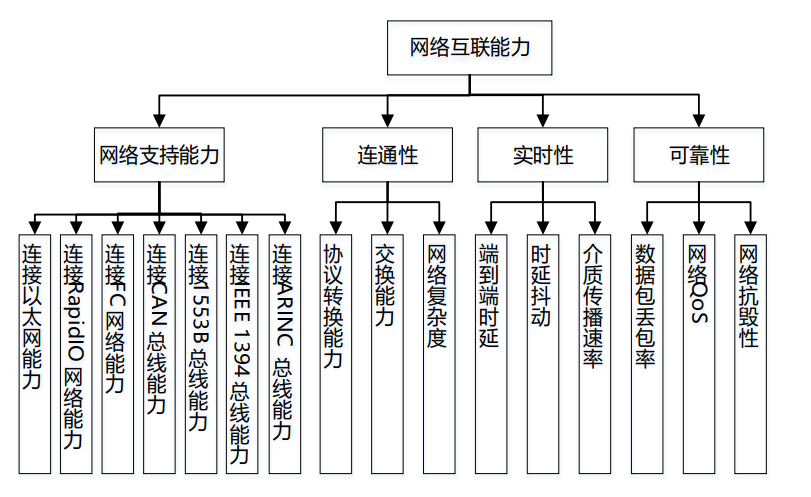 网络互联能力
网络支持能力
连通性
实时性
可靠性
连接以太网能力
连接RapidIO 网络能力
连接FC 网络能力
连接CAN 总线能力
连接1553B 总线能力
连接IEEE 1394 总线能力
连接ARINC 总线能力
协议转换能力
交换能力
网络复杂度
端到端时延
时延抖动
介质传播速率
数据包丢包率
网络QoS
网络抗毁性